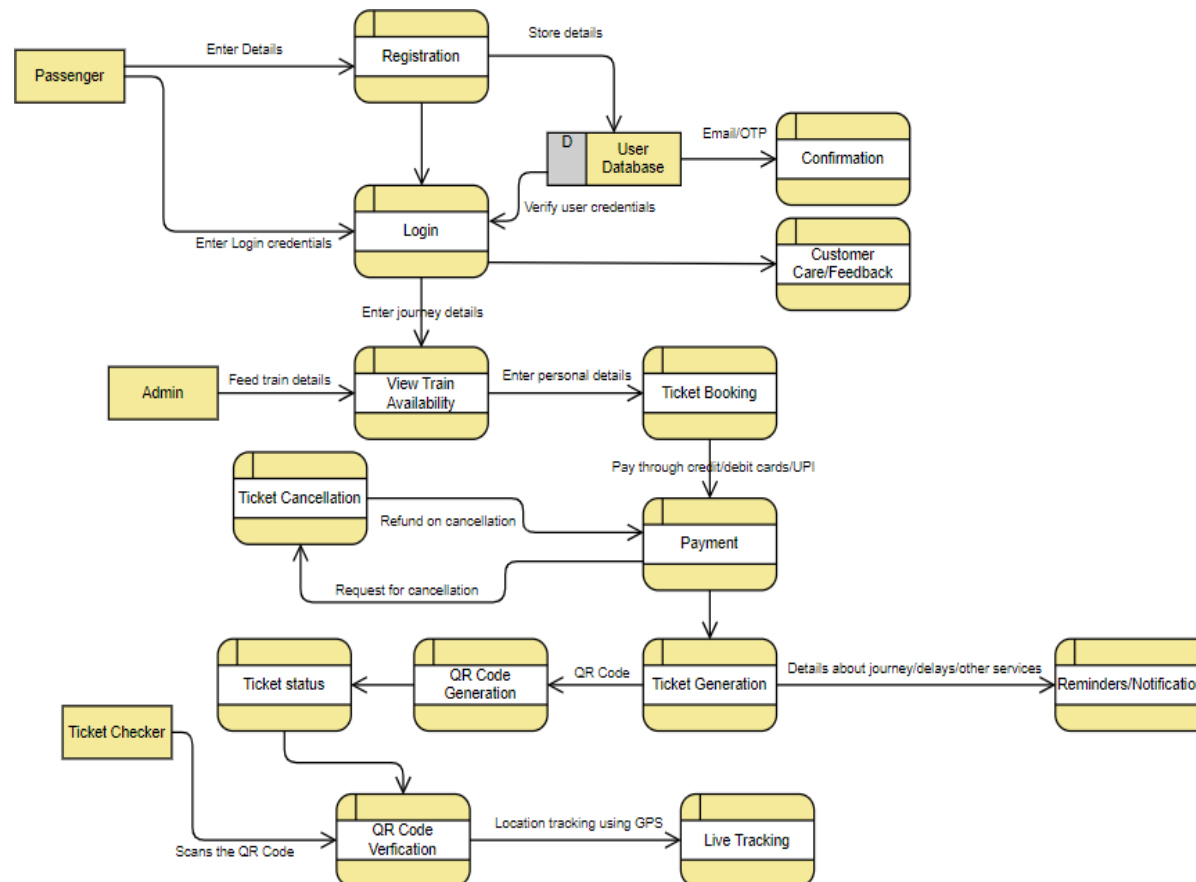 Enter Details
Registration
Store details
Passenger
D
User
Database
Email/OTP
Confirmation
Verify user credentials
Login
Enter Login credentials
Customer
Care/Feedback
Enter journey details
Admin
Feed train details
View Train
Availability
Enter personal details
Ticket Booking
Pay through credit/debit cards/UPI
Ticket Cancellation
Refund on cancellation
Payment
Request for cancellation
Ticket status
QR Code
Generation
QR Code
Ticket Generation
Details about journey/delays/other services
Reminders/Notification
Ticket Checker
Scans the QR Code
QR Code
Verfication
Location tracking using GPS
Live Tracking